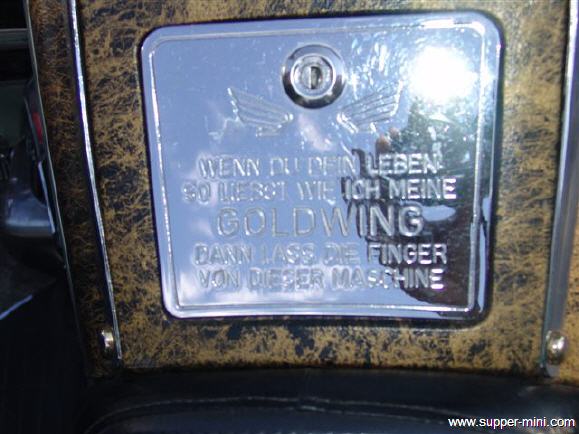 WENN DU DEIN LEBEN
SO LIEBST WIE ICH MEINE
GOLDWING
DANN LASS DIE FINGER
VON DIESER MASCHINE
www.supper-mini.com